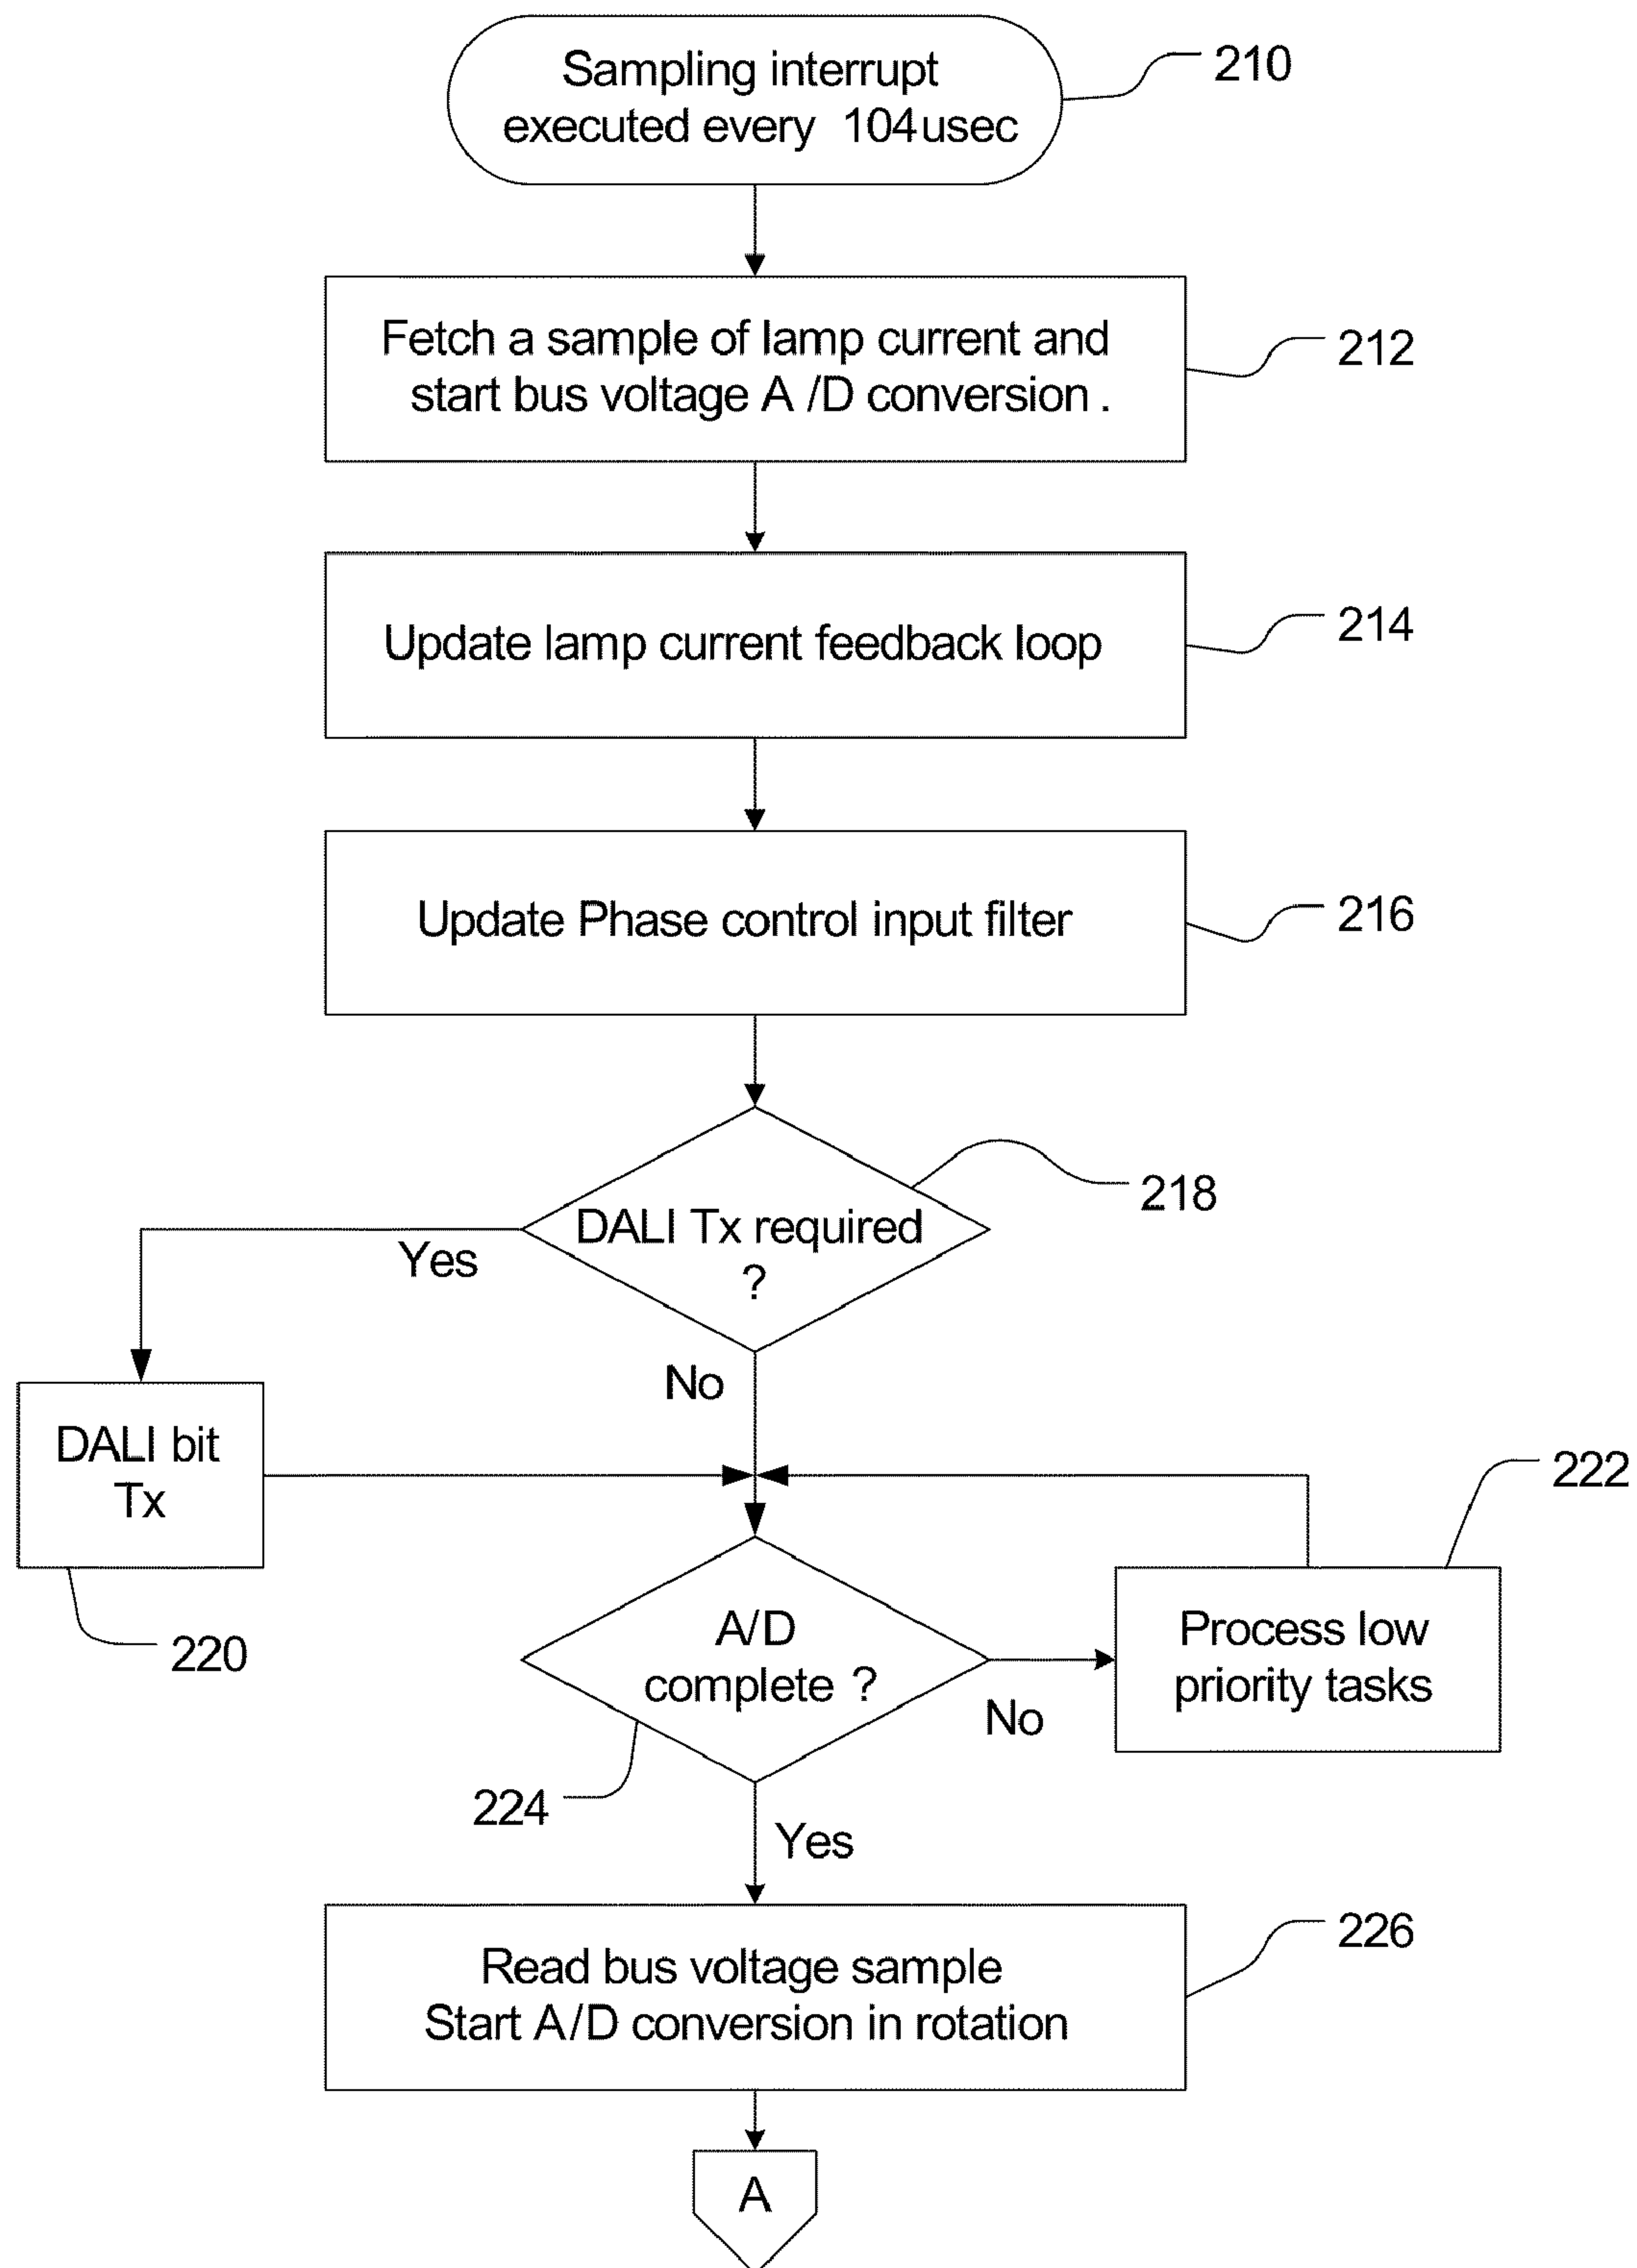 Sampling interrupt
executed every 104usec
210
Fetch a sample of lamp current and
start bus voltage A /D conversion .
212
Update lamp current feedback loop
214
Update Phase control input filter
216
DALI Tx required
?
218
Yes
No
DALI bit
Tx
220
222
A/D
complete ?
No
Process low
priority tasks
224
Yes
Read bus voltage sample
Start A/D conversion in rotation
226
A